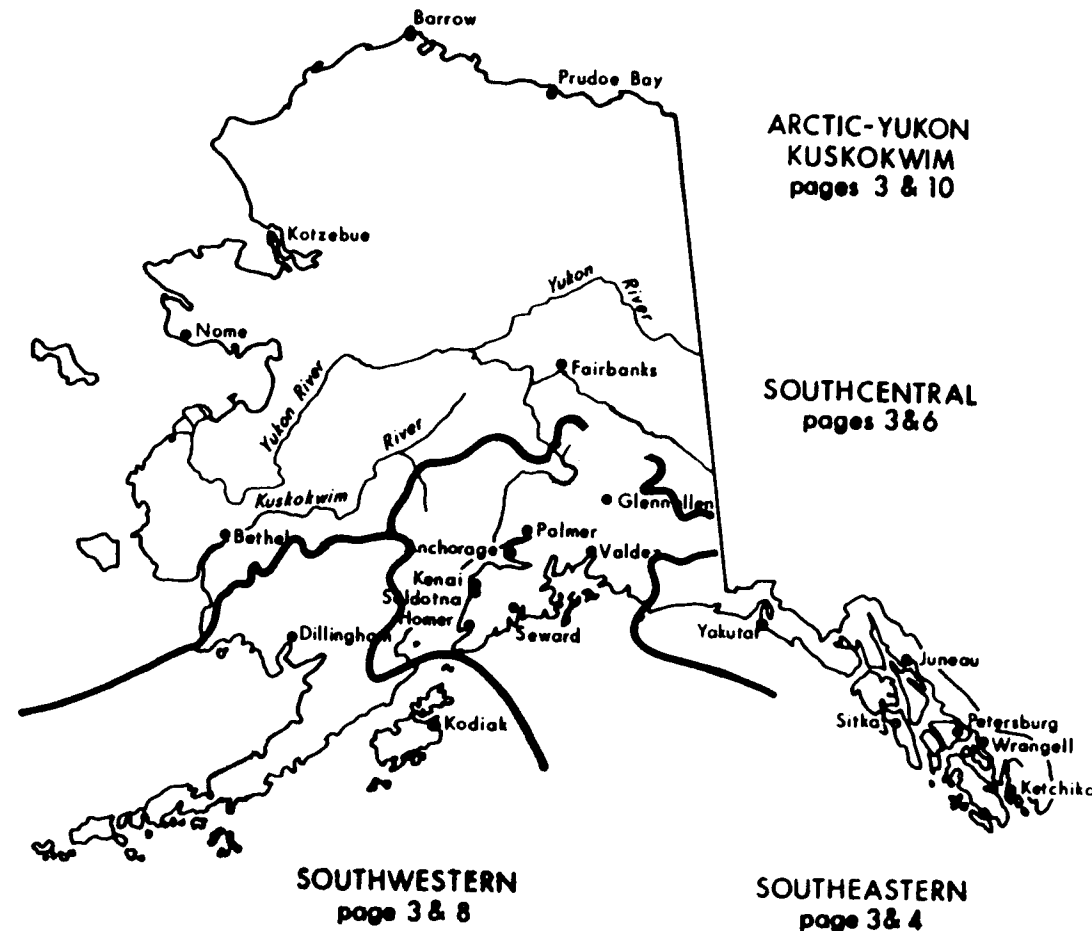 Barrow
Prudoe Bay
ARCTIC-YUKON
KUSKOKWIM
pages 3 & 10
Kotzebue
Yukon
River
Nome
Fairbanks
Yukon River
River
SOUTHCENTRAL
pages 3&6
Kuskokwim
Glennallen
Bethel
Palmer
Anchorage
Valdez
Kenai
Soldotna
Homer
Seward
Dillingham
Yakutat
Juneau
Kodiak
Sitka
Petersburg
Wrangell
Ketchika
SOUTHWESTERN
page 3 & 8
SOUTHEASTERN
page 3&4